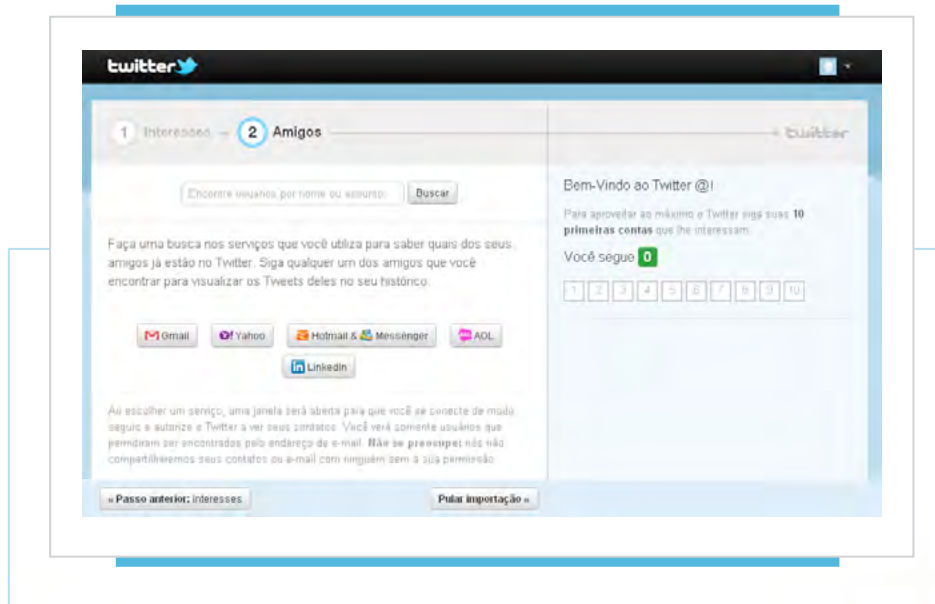 twitter
1 Interesses 2 Amigos
twitter
Encontre usuários por nome ou assunto. Buscar
Faça uma busca nos serviços que você utiliza para saber quais dos seus
amigos já estão no Twitter. Siga qualquer um dos amigos que você
encontrar para visualizar os Tweets deles no seu histórico.
Gmail Yahoo Hotmail & Messenger AOL
LinkedIn
Ao escolher um serviço, uma janela será aberta para que você se conecte de modo
seguro e autorize o Twitter a ver seus contatos. Você verá somente usuários que
permitiram ser encontrados pelo endereço de e-mail. Não se preocupe: nós não
compartilharemos seus contatos ou e-mail com ninguém sem a sua permissão
« Passo anterior: interesses Pular importação »
Bem-Vindo ao Twitter @!
Para aproveitar ao máximo o Twitter siga suas 10
primeiras contas que lhe interessam.
Você segue 0
1 2 3 4 5 6 7 8 9 10